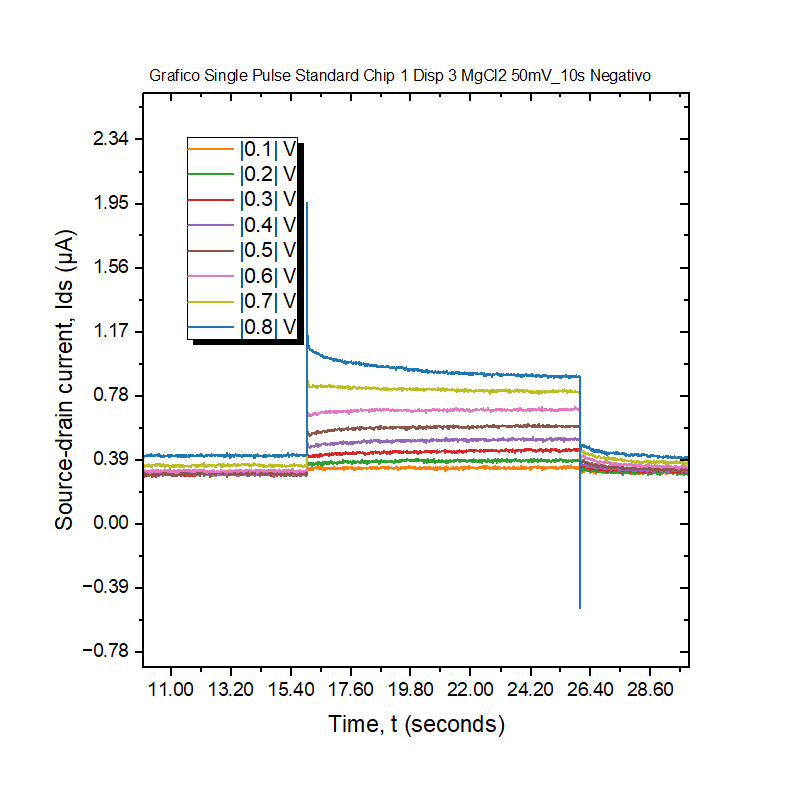 Grafico Single Pulse Standard Chip 1 Disp 3 MgCl2 50mV_10s Negativo
|0.1| V
|0.2| V
|0.3| V
|0.4| V
|0.5| V
|0.6| V
|0.7| V
|0.8| V
2.34
1.95
1.56
1.17
0.78
0.39
0.00
−0.39
−0.78
Source-drain current, Ids (µA)
11.00 13.20 15.40 17.60 19.80 22.00 24.20 26.40 28.60
Time, t (seconds)